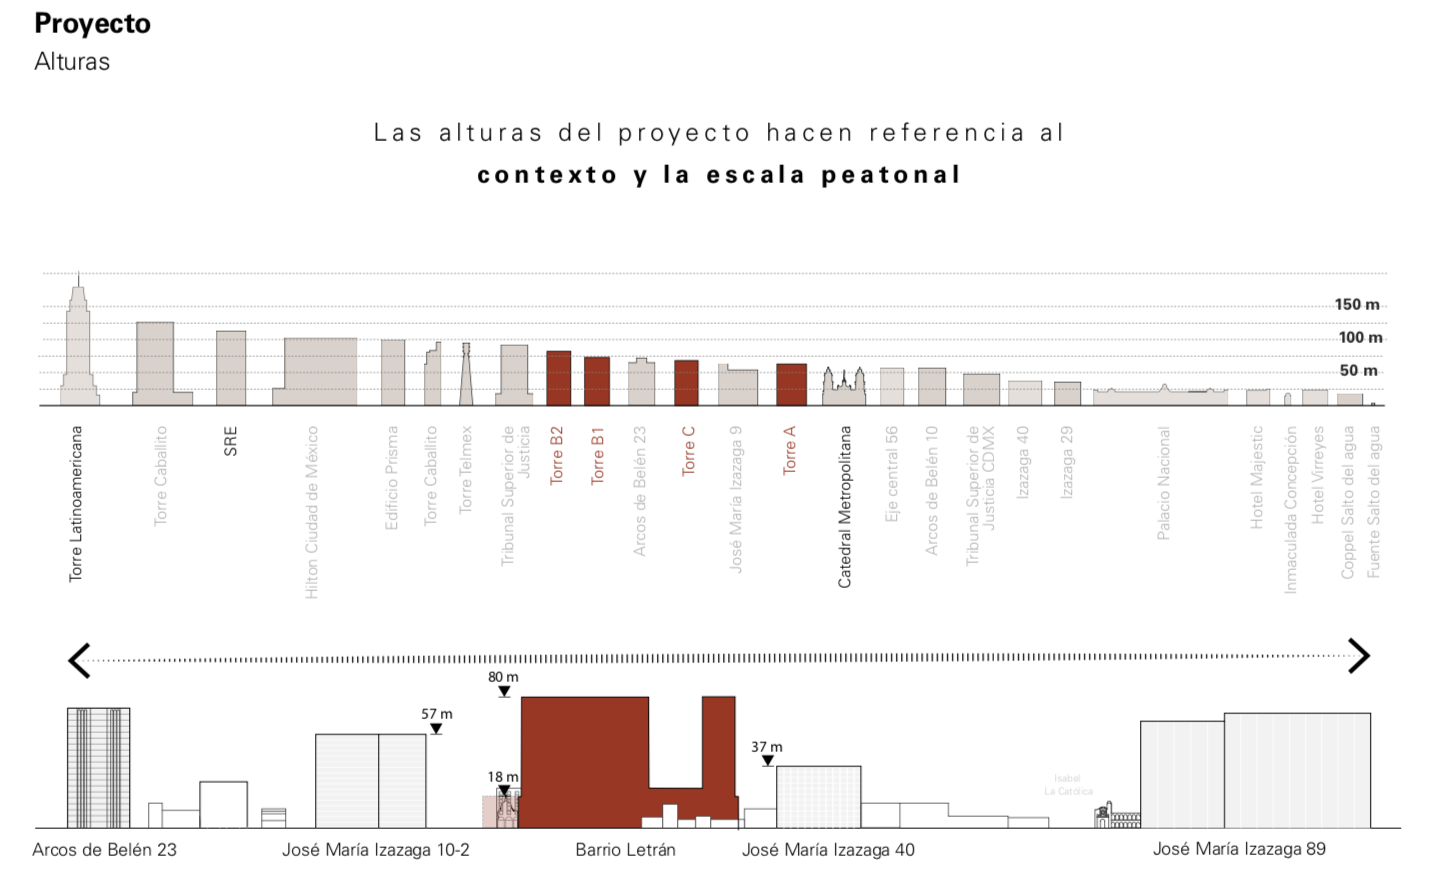 Proyecto
Alturas
Las alturas del proyecto hacen referencia al
contexto y la escala peatonal
150 m
100 m
50 m
Torre Latinoamericana
Torre Caballito
SRE
Hilton Ciudad de México
Edificio Prisma
Torre Caballito
Torre Telmex
Tribunal Superior de
Justicia
Torre B2
Torre B1
Arcos de Belén 23
Torre C
José María Izazaga 9
Torre A
Catedral Metropolitana
Eje central 56
Arcos de Belén 10
Tribunal Superior de
Justicia CDMX
Izazaga 40
Izazaga 29
Palacio Nacional
Hotel Majestic
Inmaculada Concepción
Hotel Virreyes
Coppel Salto del agua
Fuente Salto del agua
80 m
57 m
37 m
18 m
Isabel
La Católica
Arcos de Belén 23
José María Izazaga 10-2
Barrio Letrán
José María Izazaga 40
José María Izazaga 89